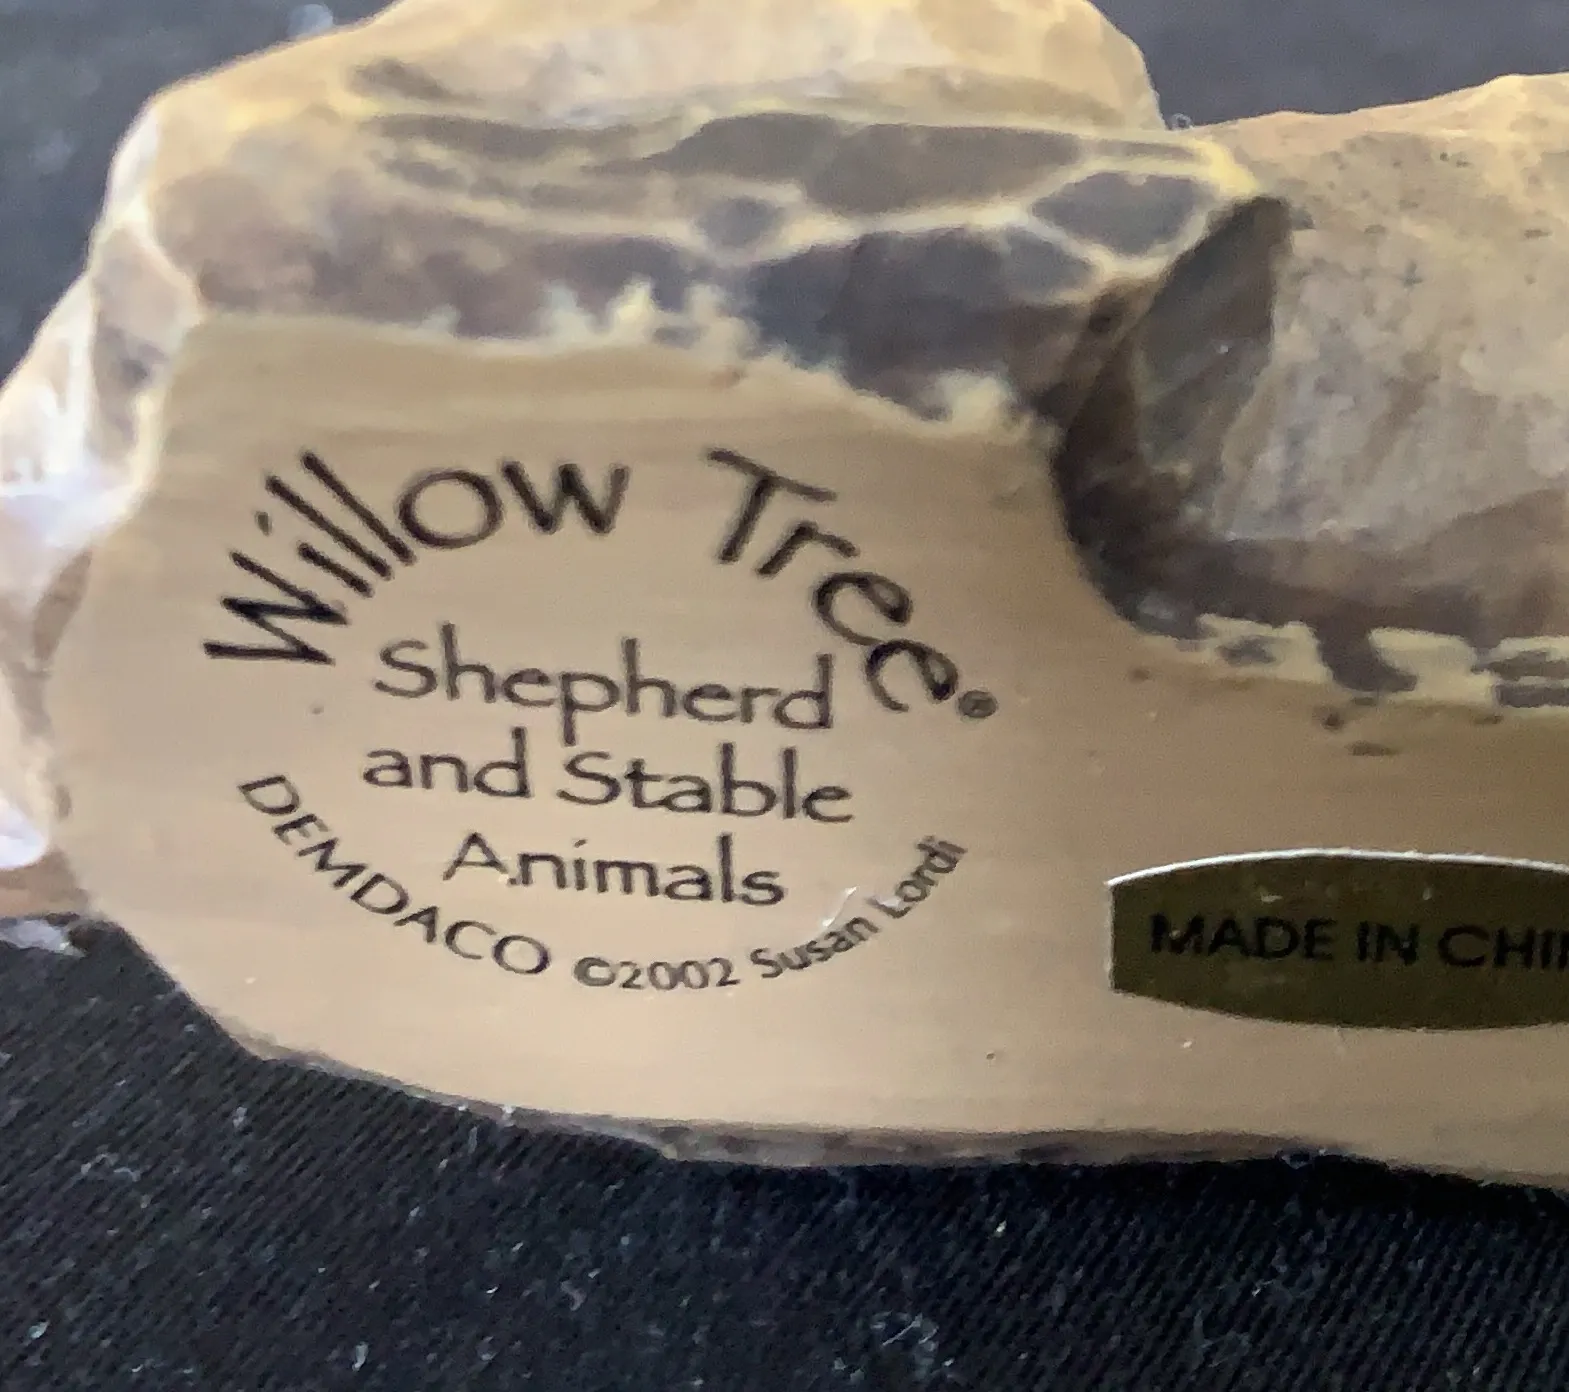 Willow Tree®
Shepherd
and Stable
Animals
DEMDACO ©2002 Susan Lordi
MADE IN CHI